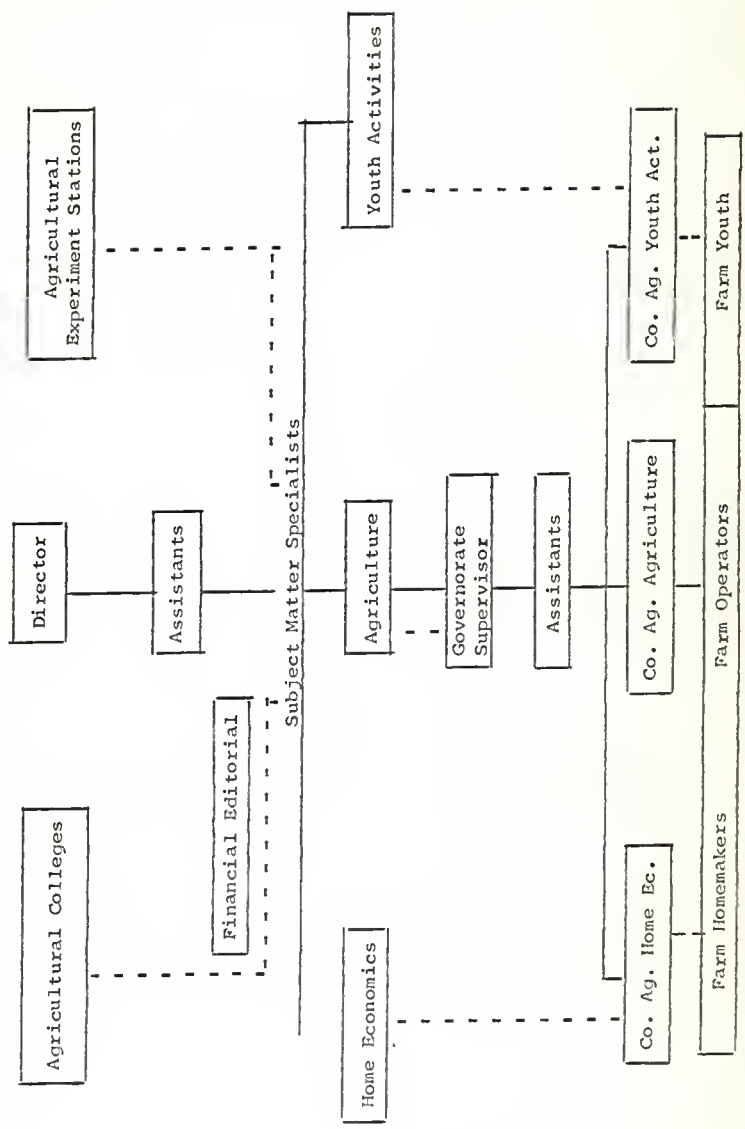 Director
Agricultural Colleges
Agricultural
Experiment Stations
Assistants
Financial Editorial
Subject Matter Specialists
Home Economics
Agriculture
Youth Activities
Governorate
Supervisor
Assistants
Co. Ag. Home Ec.
Co. Ag. Agriculture
Co. Ag. Youth Act.
Farm Homemakers
Farm Operators
Farm Youth